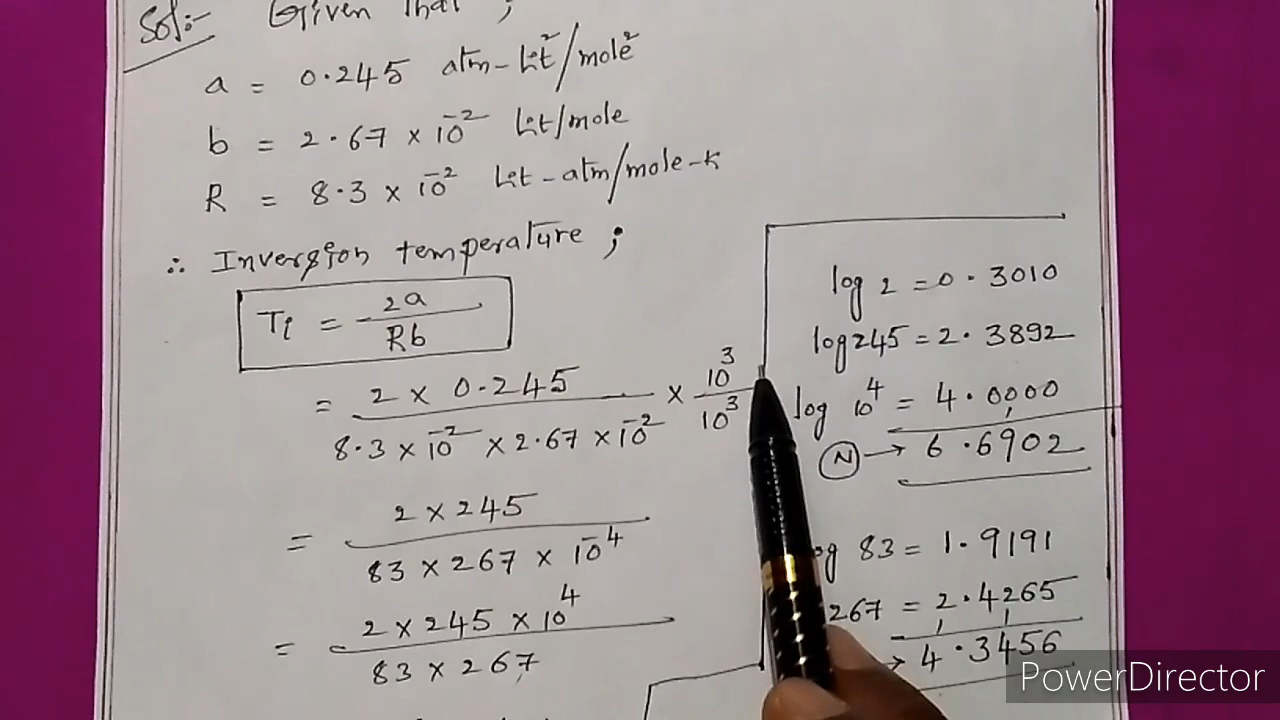 Sol:- Given That ;
a = 0.245 atm-Lit²/mole²
b = 2.67 × 10⁻² Lit/mole
R = 8.3 × 10⁻² Lit-atm/mole-K
∴ Inversion temperature ;
Ti = 2a/Rb
= 2 × 0.245 / 8.3 × 10⁻² × 2.67 × 10⁻² × 10³/10³
= 2 × 245 / 83 × 267 × 10⁻⁴
= 2 × 245 × 10⁴ / 83 × 267
log 2 = 0.3010
log 245 = 2.3892
log 10⁴ = 4.0000
N → 6.6902
83 = 1.9191
267 = 2.4265
→ 4.3456
PowerDirector